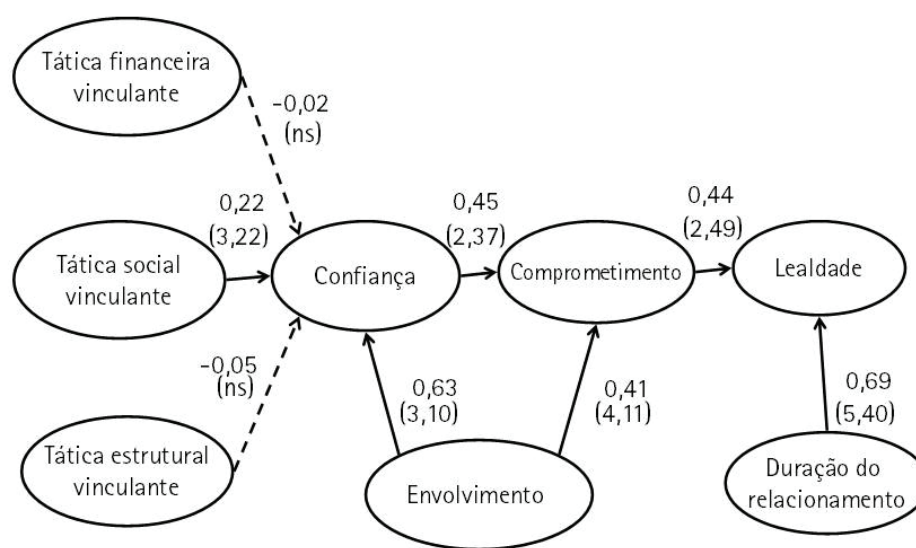 Tática financeira
vinculante
-0,02
(ns)
0,22
(3,22)
0,45
(2,37)
0,44
(2,49)
Tática social
vinculante
Confiança
Comprometimento
Lealdade
-0,05
(ns)
0,63
(3,10)
0,41
(4,11)
0,69
(5,40)
Tática estrutural
vinculante
Envolvimento
Duração do
relacionamento